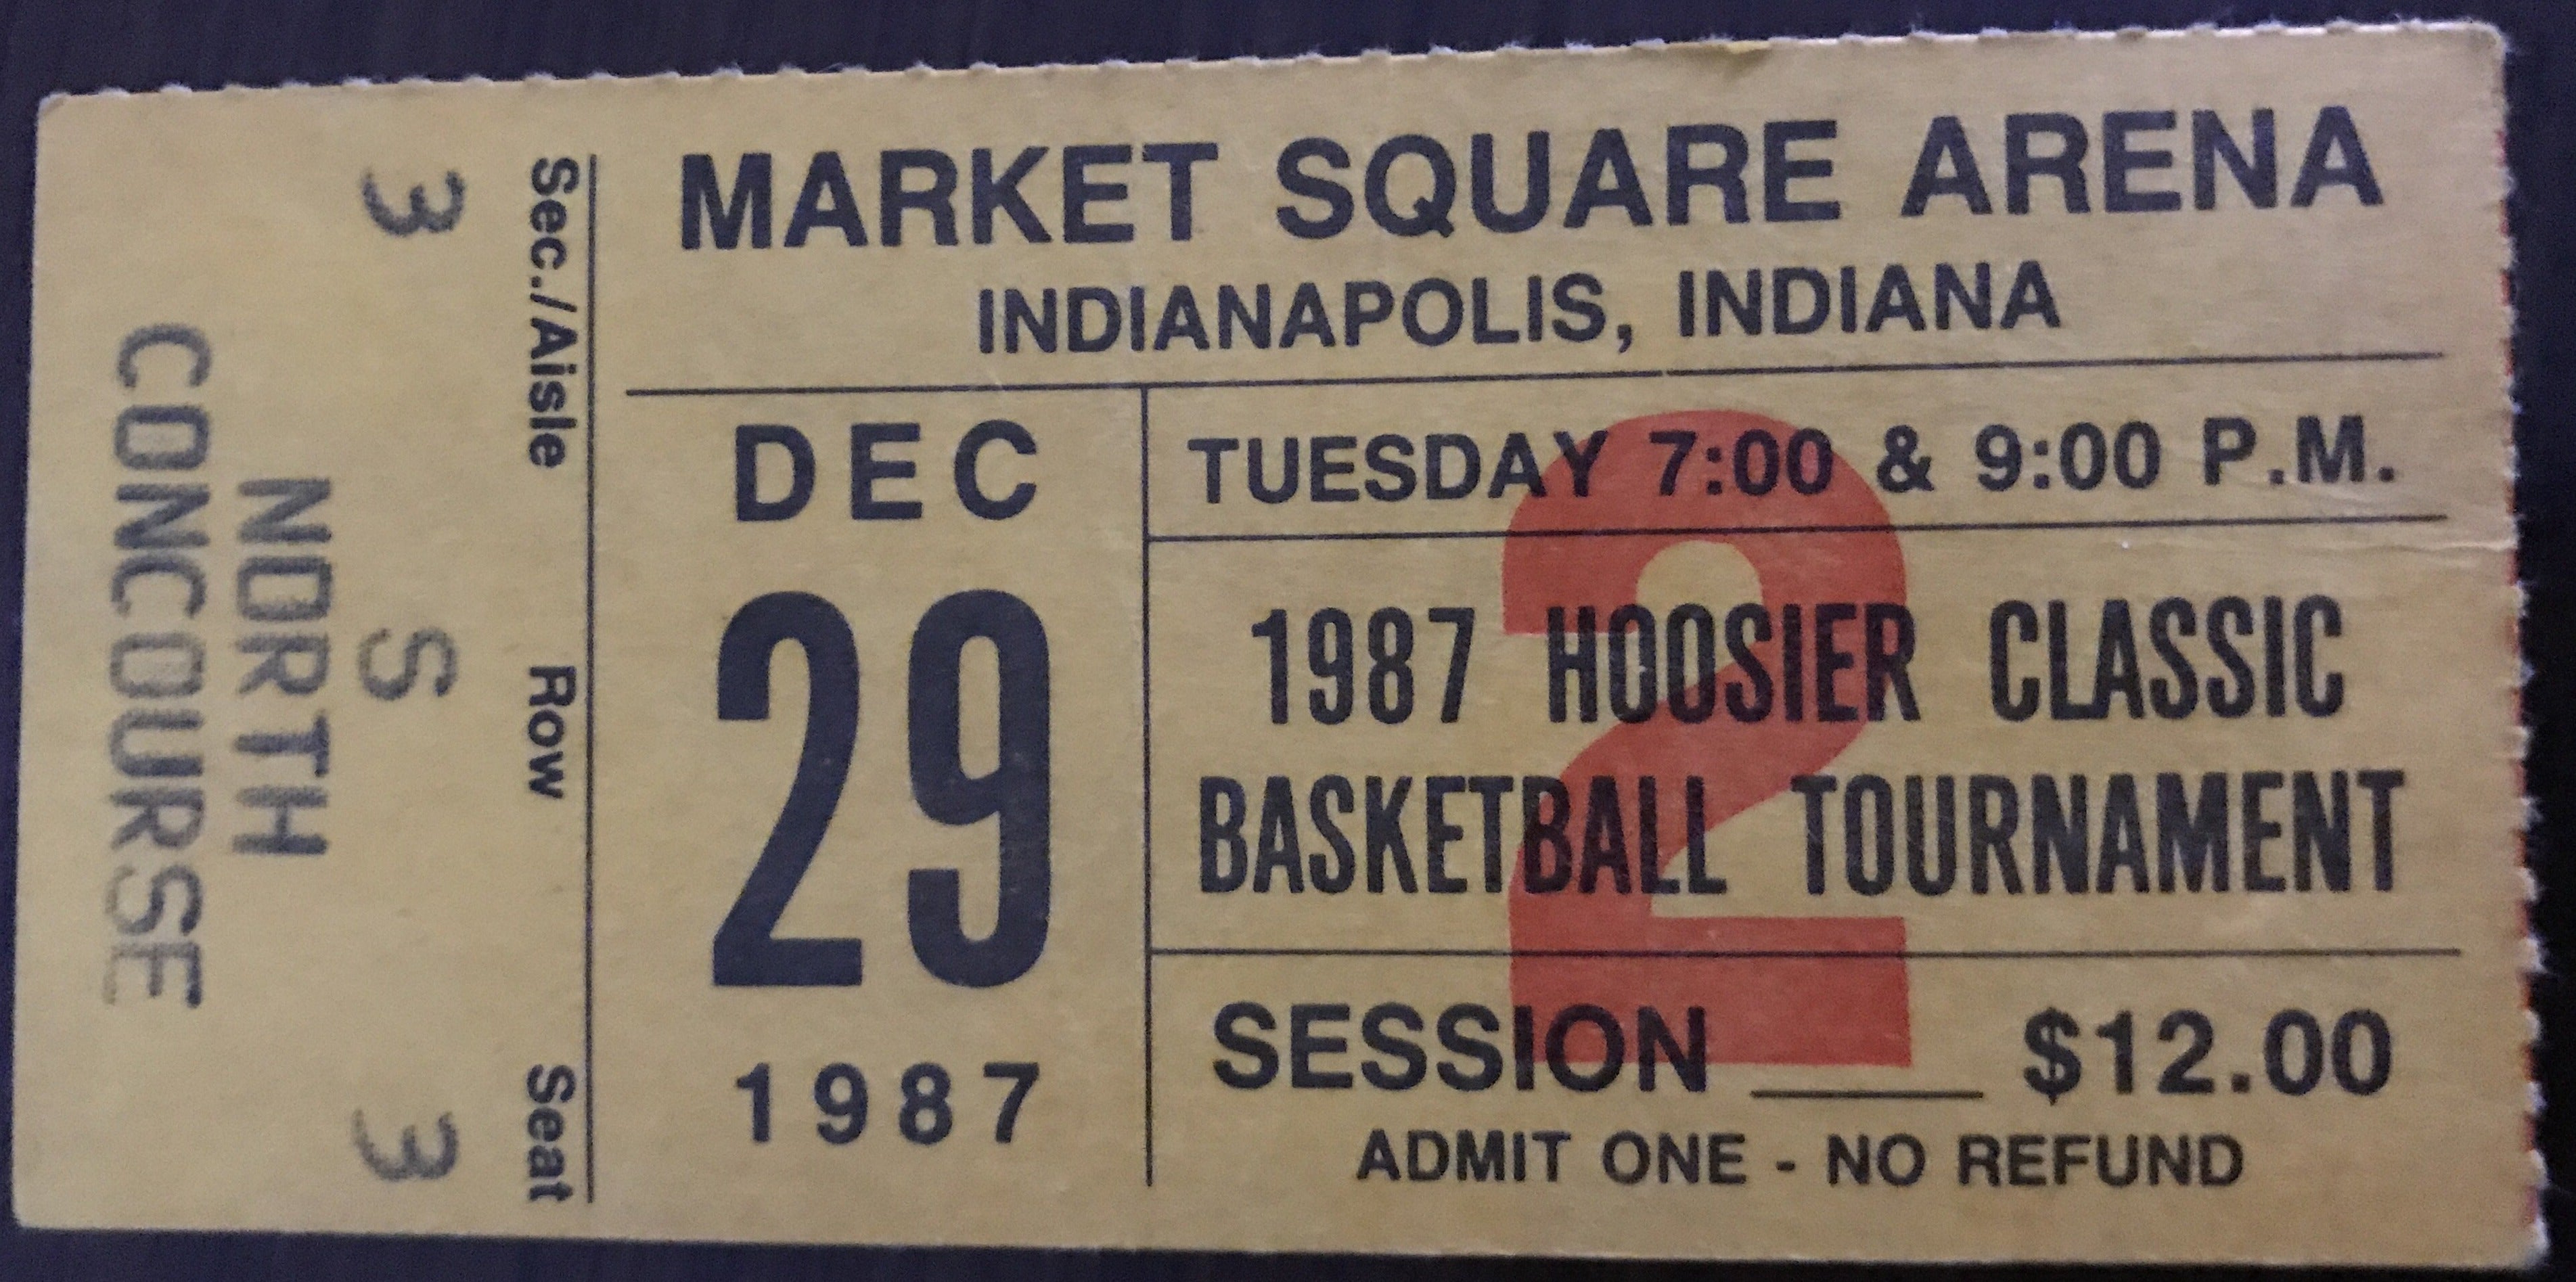 MARKET SQUARE ARENA
INDIANAPOLIS, INDIANA
DEC
29
1987
TUESDAY 7:00 & 9:00 P.M.
1987 HOOSIER CLASSIC
BASKETBALL TOURNAMENT
2
SESSION ___ $12.00
ADMIT ONE - NO REFUND
Sec./Aisle Row Seat
3 S 3
NORTH
CONCOURSE